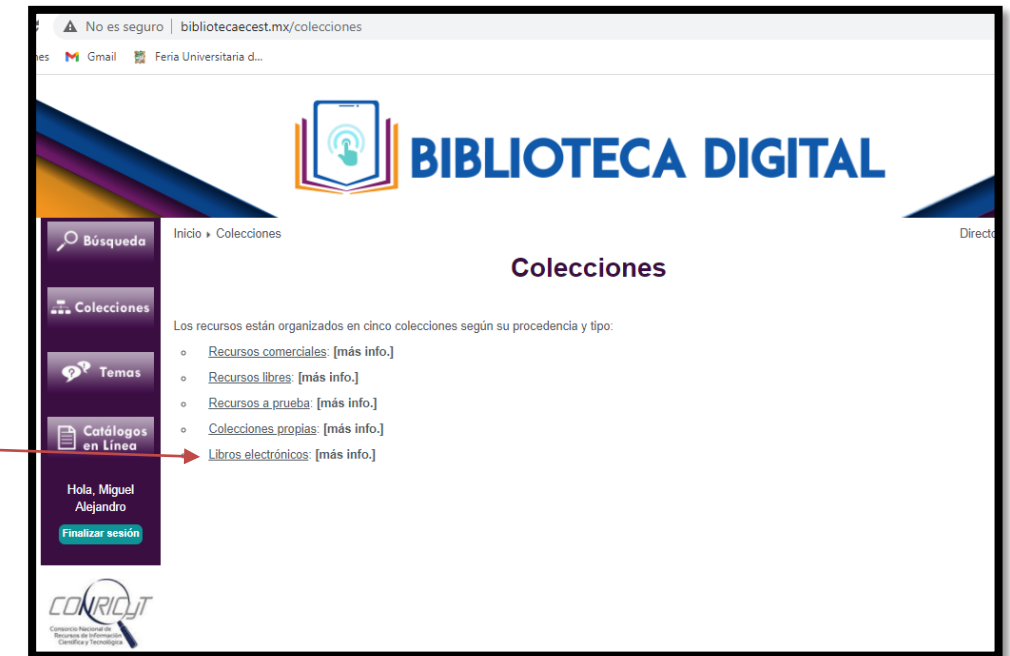 No es seguro | bibliotecaecest.mx/colecciones
nes Gmail Feria Universitaria d...
BIBLIOTECA DIGITAL
Búsqueda
Colecciones
Temas
Catálogos
en Línea
Hola, Miguel
Alejandro
Finalizar sesión
CONRICyT
Consorcio Nacional de
Recursos de Información
Científica y Tecnológica
Inicio ▸ Colecciones
Directo
Colecciones
Los recursos están organizados en cinco colecciones según su procedencia y tipo:
Recursos comerciales: [más info.]
Recursos libres: [más info.]
Recursos a prueba: [más info.]
Colecciones propias: [más info.]
Libros electrónicos: [más info.]